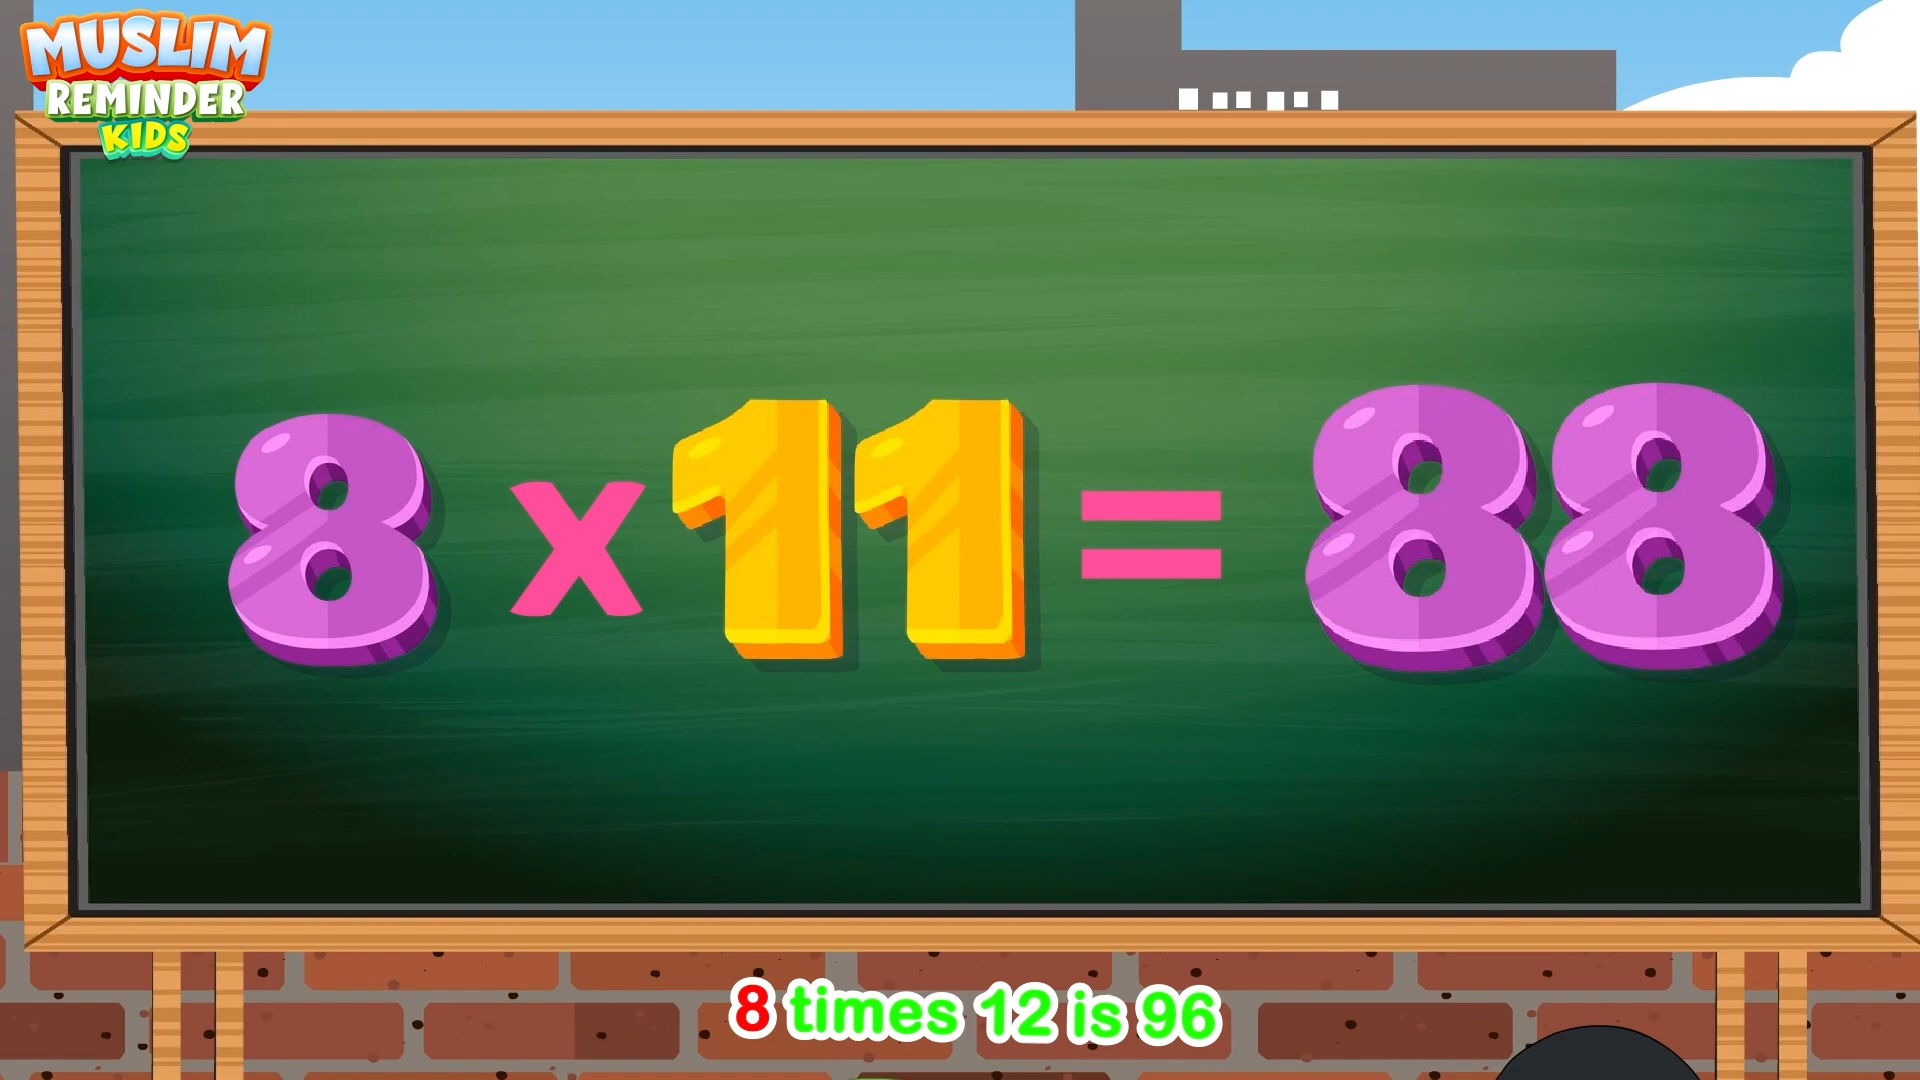 MUSLIM
REMINDER
KIDS
8 x 11 = 88
8 times 12 is 96